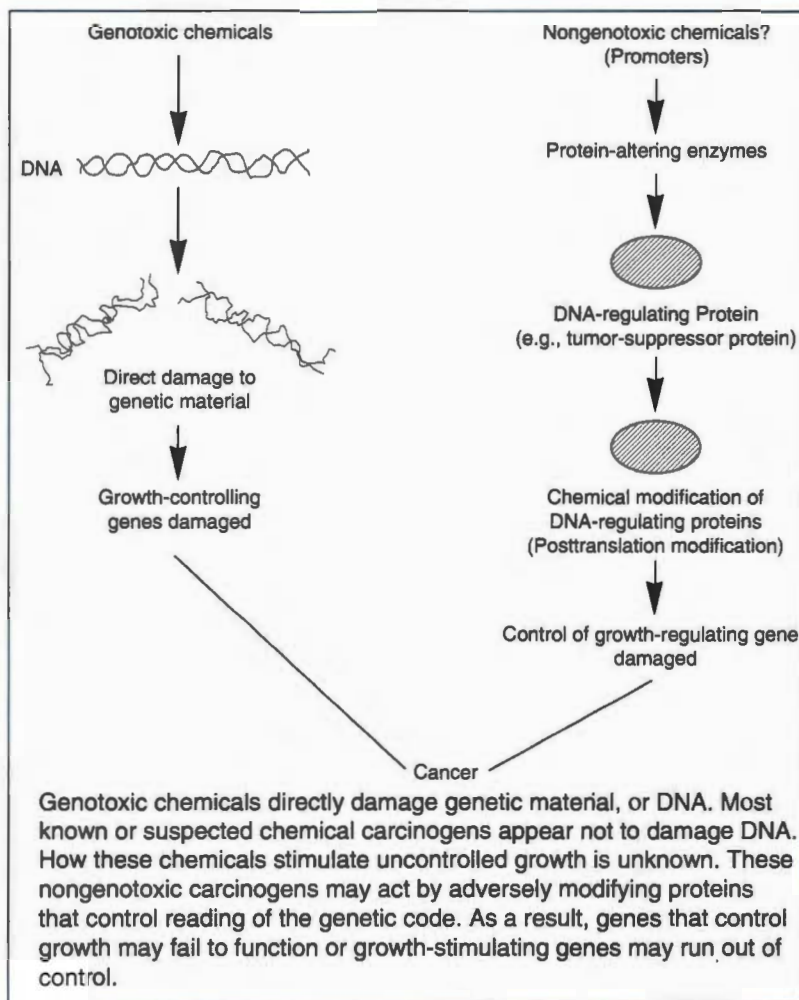 Genotoxic chemicals
DNA
Direct damage to
genetic material
Growth-controlling
genes damaged
Nongenotoxic chemicals?
(Promoters)
Protein-altering enzymes
DNA-regulating Protein
(e.g., tumor-suppressor protein)
Chemical modification of
DNA-regulating proteins
(Posttranslation modification)
Control of growth-regulating gene
damaged
Cancer
Genotoxic chemicals directly damage genetic material, or DNA. Most
known or suspected chemical carcinogens appear not to damage DNA.
How these chemicals stimulate uncontrolled growth is unknown. These
nongenotoxic carcinogens may act by adversely modifying proteins
that control reading of the genetic code. As a result, genes that control
growth may fail to function or growth-stimulating genes may run out of
control.